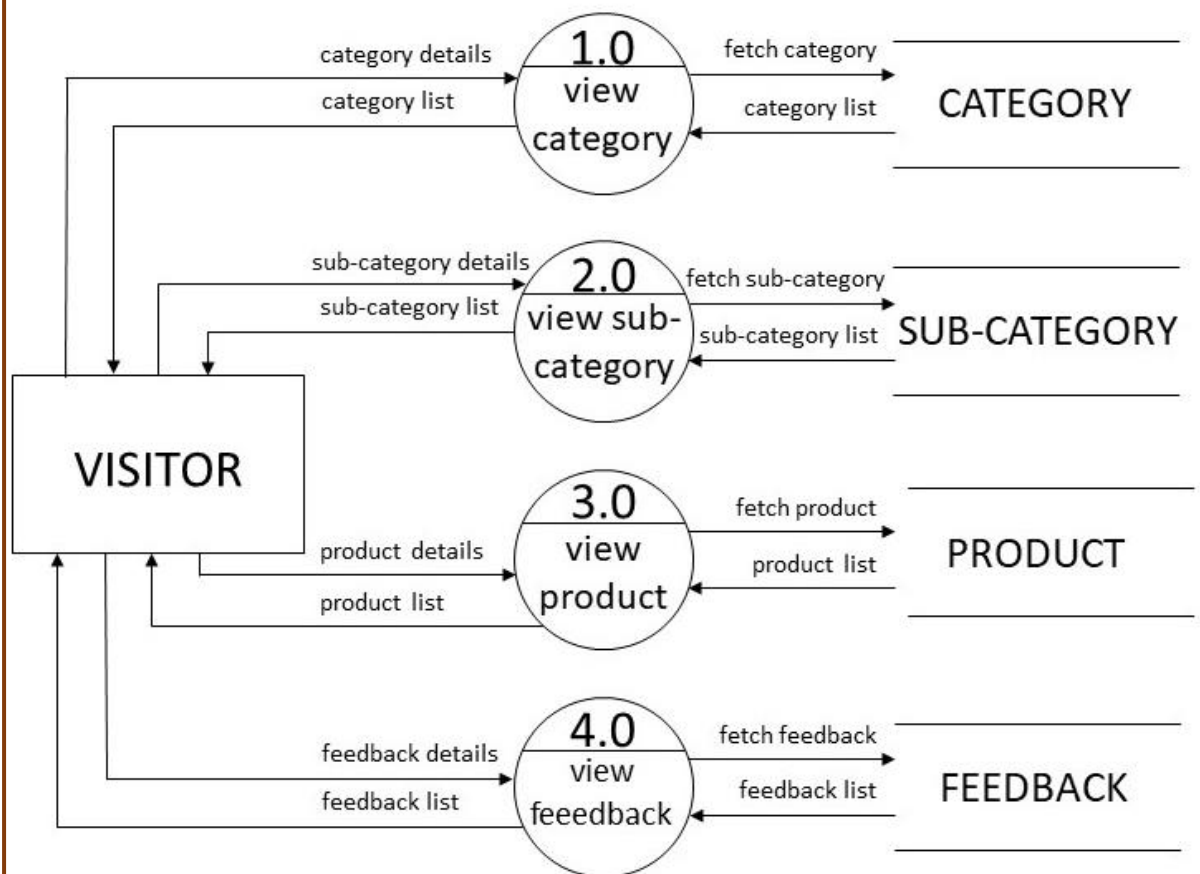 category details
category list
1.0
view
category
fetch category
category list
CATEGORY
sub-category details
sub-category list
2.0
view sub-
category
fetch sub-category
sub-category list
SUB-CATEGORY
VISITOR
product details
product list
3.0
view
product
fetch product
product list
PRODUCT
feedback details
feedback list
4.0
view
feeedback
fetch feedback
feedback list
FEEDBACK